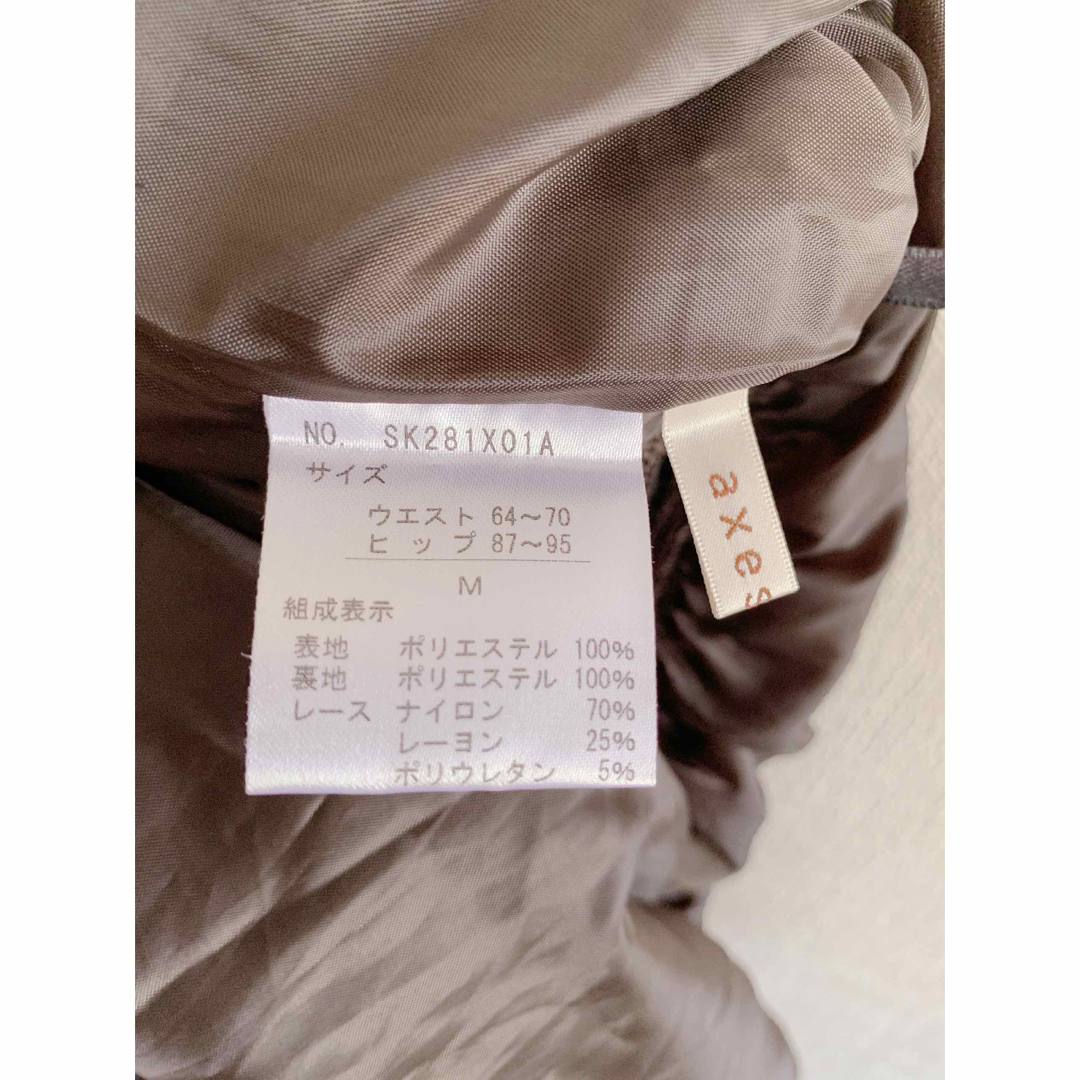 NO. SK281X01A
サイズ
ウエスト 64~70
ヒップ 87~95
M
組成表示
表地 ポリエステル 100%
裏地 ポリエステル 100%
レース ナイロン 70%
レーヨン 25%
ポリウレタン 5%
axes